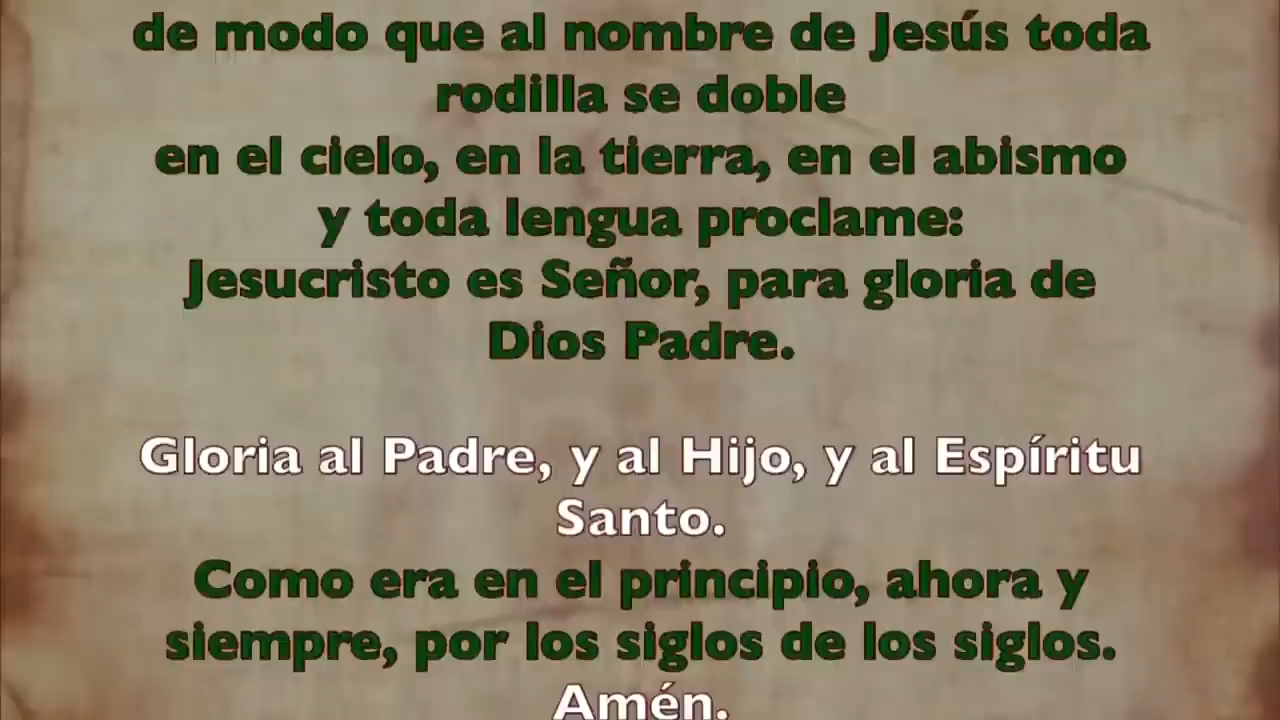 de modo que al nombre de Jesús toda
rodilla se doble
en el cielo, en la tierra, en el abismo
y toda lengua proclame:
Jesucristo es Señor, para gloria de
Dios Padre.
Gloria al Padre, y al Hijo, y al Espíritu
Santo.
Como era en el principio, ahora y
siempre, por los siglos de los siglos.
Amén.